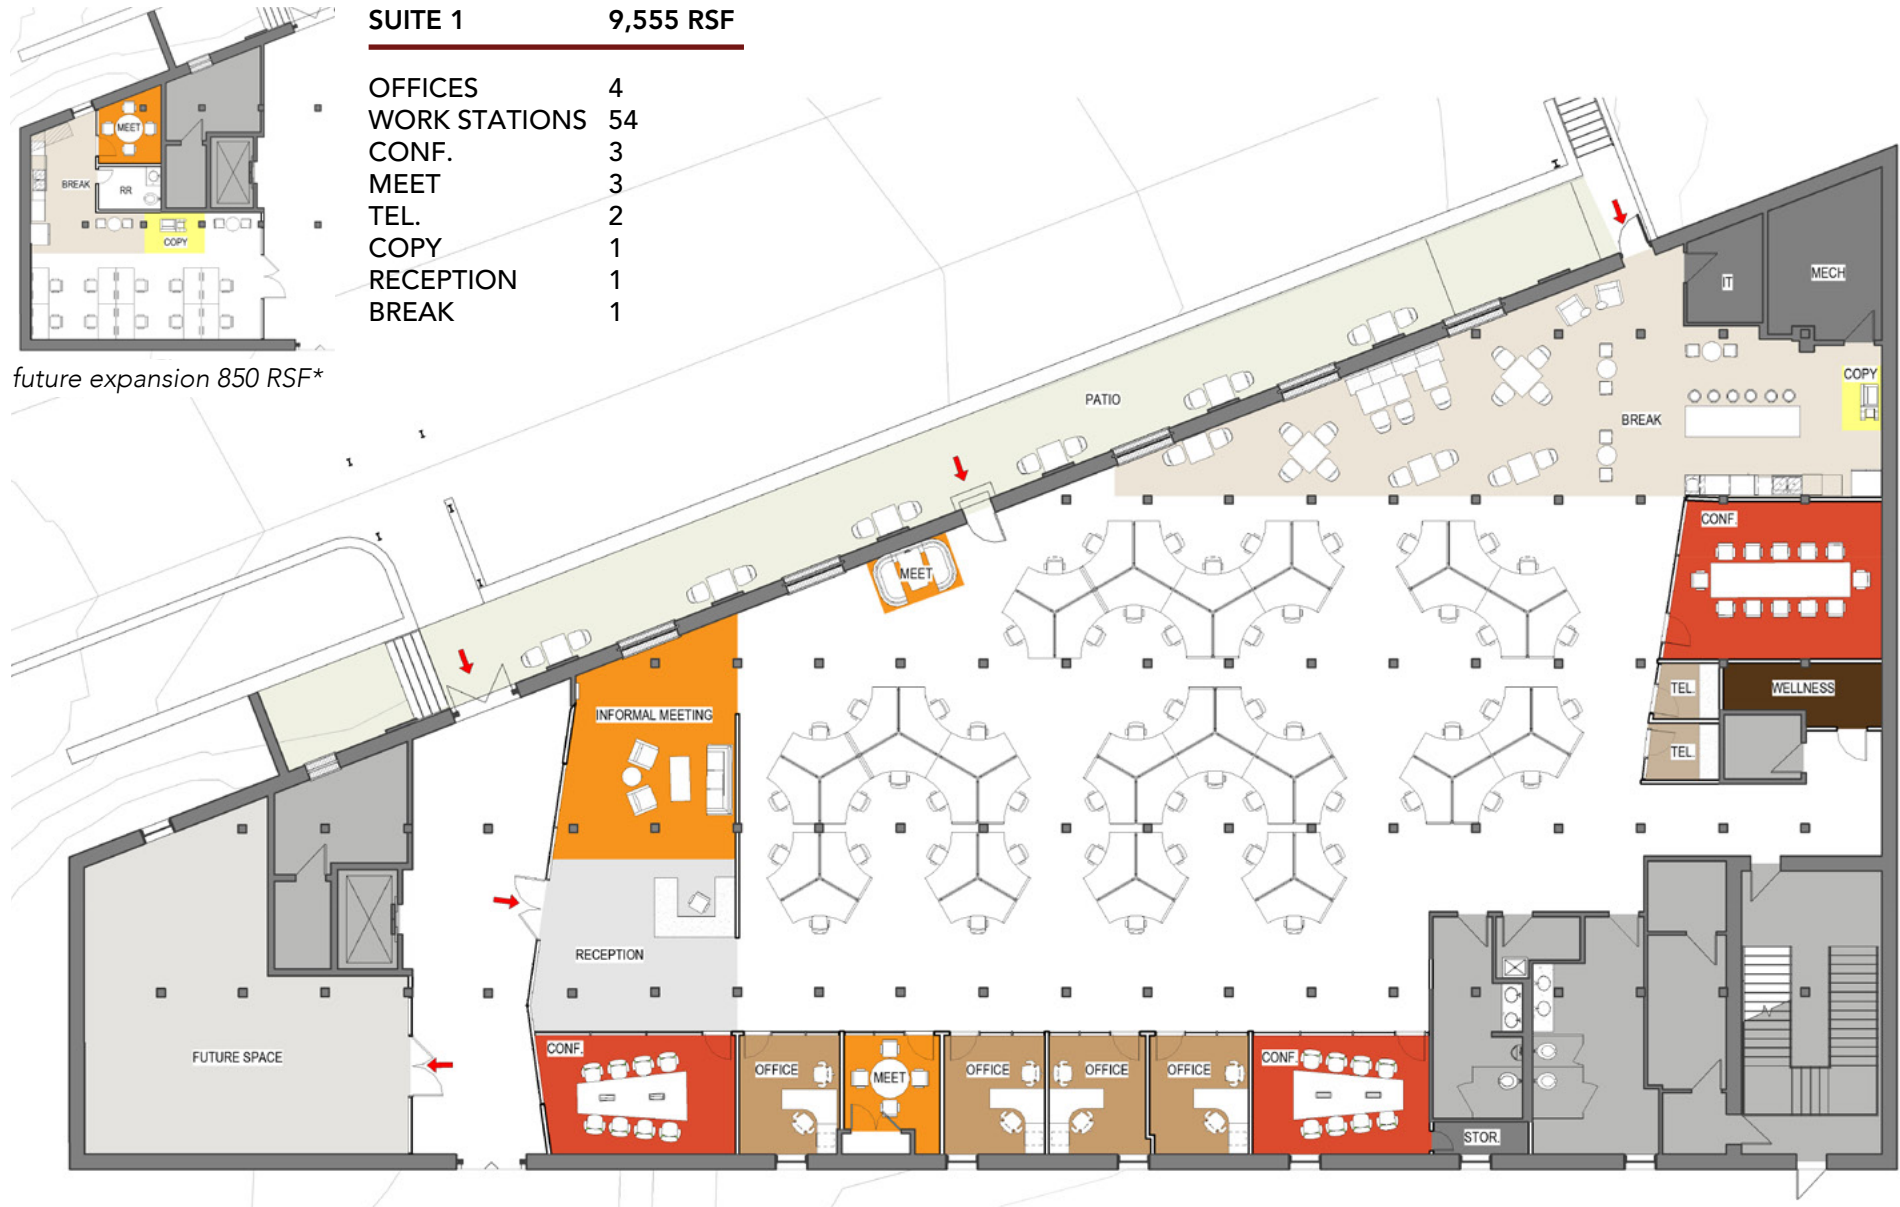 SUITE 1 9,555 RSF
OFFICES 4
WORK STATIONS 54
CONF. 3
MEET 3
TEL. 2
COPY 1
RECEPTION 1
BREAK 1
MEET
BREAK
RR
COPY
future expansion 850 RSF*
IT
MECH
COPY
PATIO
BREAK
CONF.
MEET
TEL.
WELLNESS
INFORMAL MEETING
TEL.
RECEPTION
FUTURE SPACE
CONF.
OFFICE
MEET
OFFICE
OFFICE
OFFICE
CONF.
STOR.